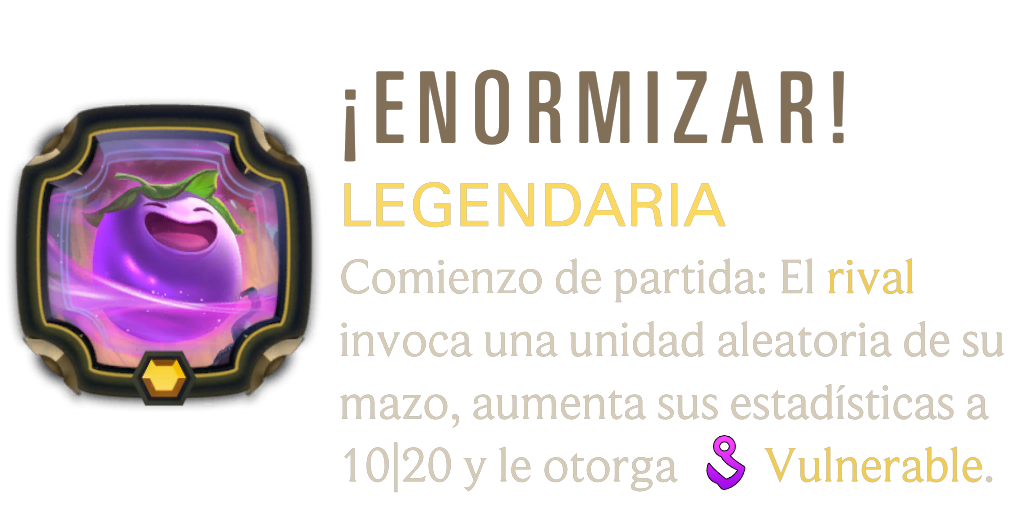 ¡ENORMIZAR!
LEGENDARIA
Comienzo de partida: El rival
invoca una unidad aleatoria de su
mazo, aumenta sus estadísticas a
10|20 y le otorga Vulnerable.